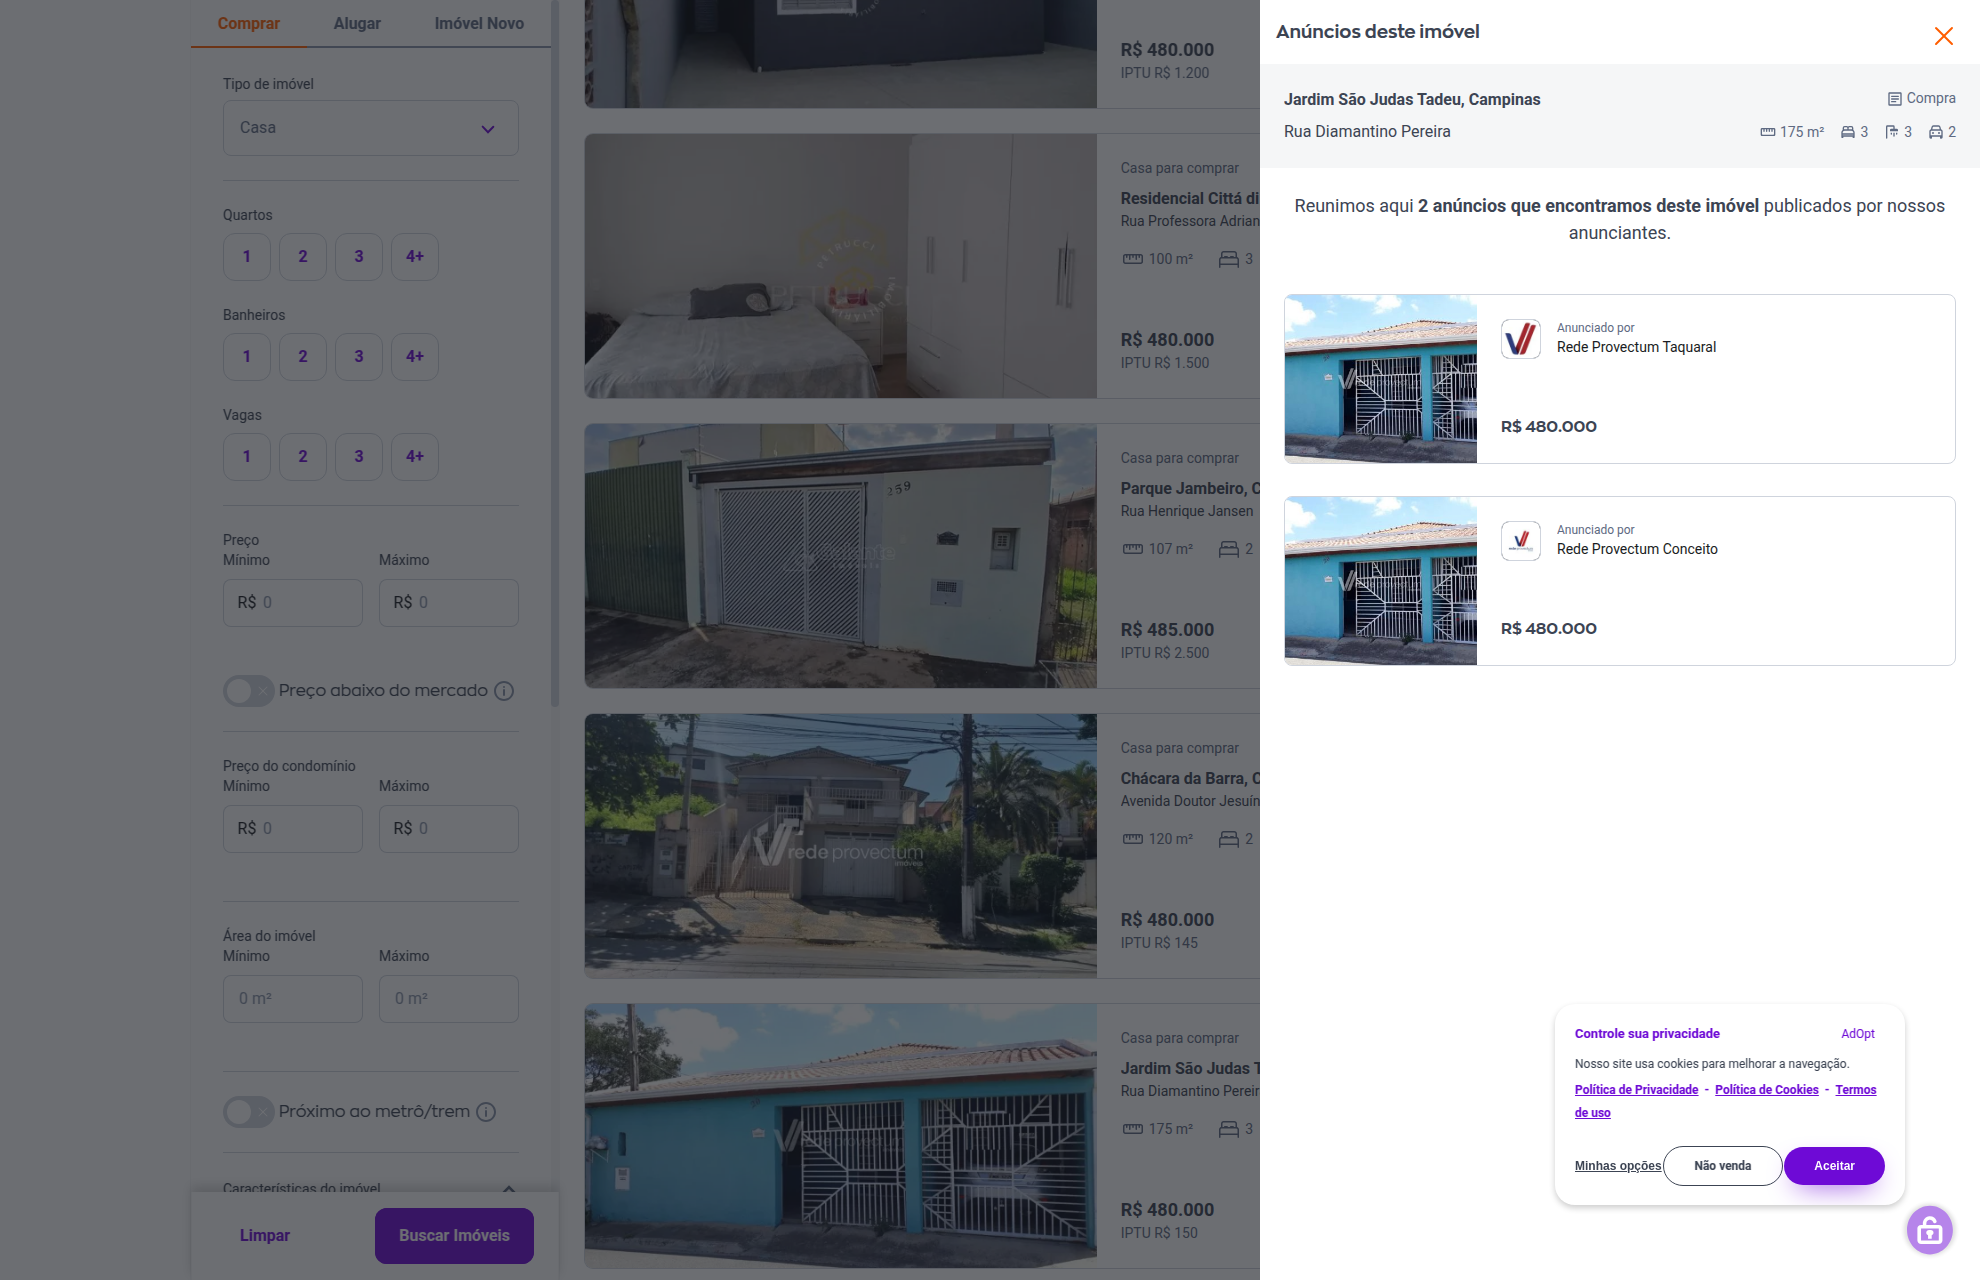 Comprar
Alugar
Imóvel Novo
Tipo de imóvel
Casa
Quartos
1
2
3
4+
Banheiros
1
2
3
4+
Vagas
1
2
3
4+
Preço
Mínimo
Máximo
R$ 0
R$ 0
Preço abaixo do mercado
Preço do condomínio
Mínimo
Máximo
R$ 0
R$ 0
Área do imóvel
Mínimo
Máximo
0 m²
0 m²
Próximo ao metrô/trem
Características do imóvel
Limpar
Buscar Imóveis
R$ 480.000
IPTU R$ 1.200
PETRUCCI
Casa para comprar
Residencial Cittá di
Rua Professora Adrian
100 m²
3
R$ 480.000
IPTU R$ 1.500
259
Casa para comprar
Parque Jambeiro, C
Rua Henrique Jansen
107 m²
2
R$ 485.000
IPTU R$ 2.500
rede provectum
imóveis
Casa para comprar
Chácara da Barra, C
Avenida Doutor Jesuín
120 m²
2
R$ 480.000
IPTU R$ 145
rede provectum
Casa para comprar
Jardim São Judas T
Rua Diamantino Pereir
175 m²
3
R$ 480.000
IPTU R$ 150
Anúncios deste imóvel
Jardim São Judas Tadeu, Campinas
Compra
Rua Diamantino Pereira
175 m²
3
3
2
Reunimos aqui 2 anúncios que encontramos deste imóvel publicados por nossos
anunciantes.
rede provectum
Anunciado por
Rede Provectum Taquaral
R$ 480.000
rede provectum
Anunciado por
Rede Provectum Conceito
R$ 480.000
Controle sua privacidade
AdOpt
Nosso site usa cookies para melhorar a navegação.
Política de Privacidade - Política de Cookies - Termos
de uso
Minhas opções
Não venda
Aceitar